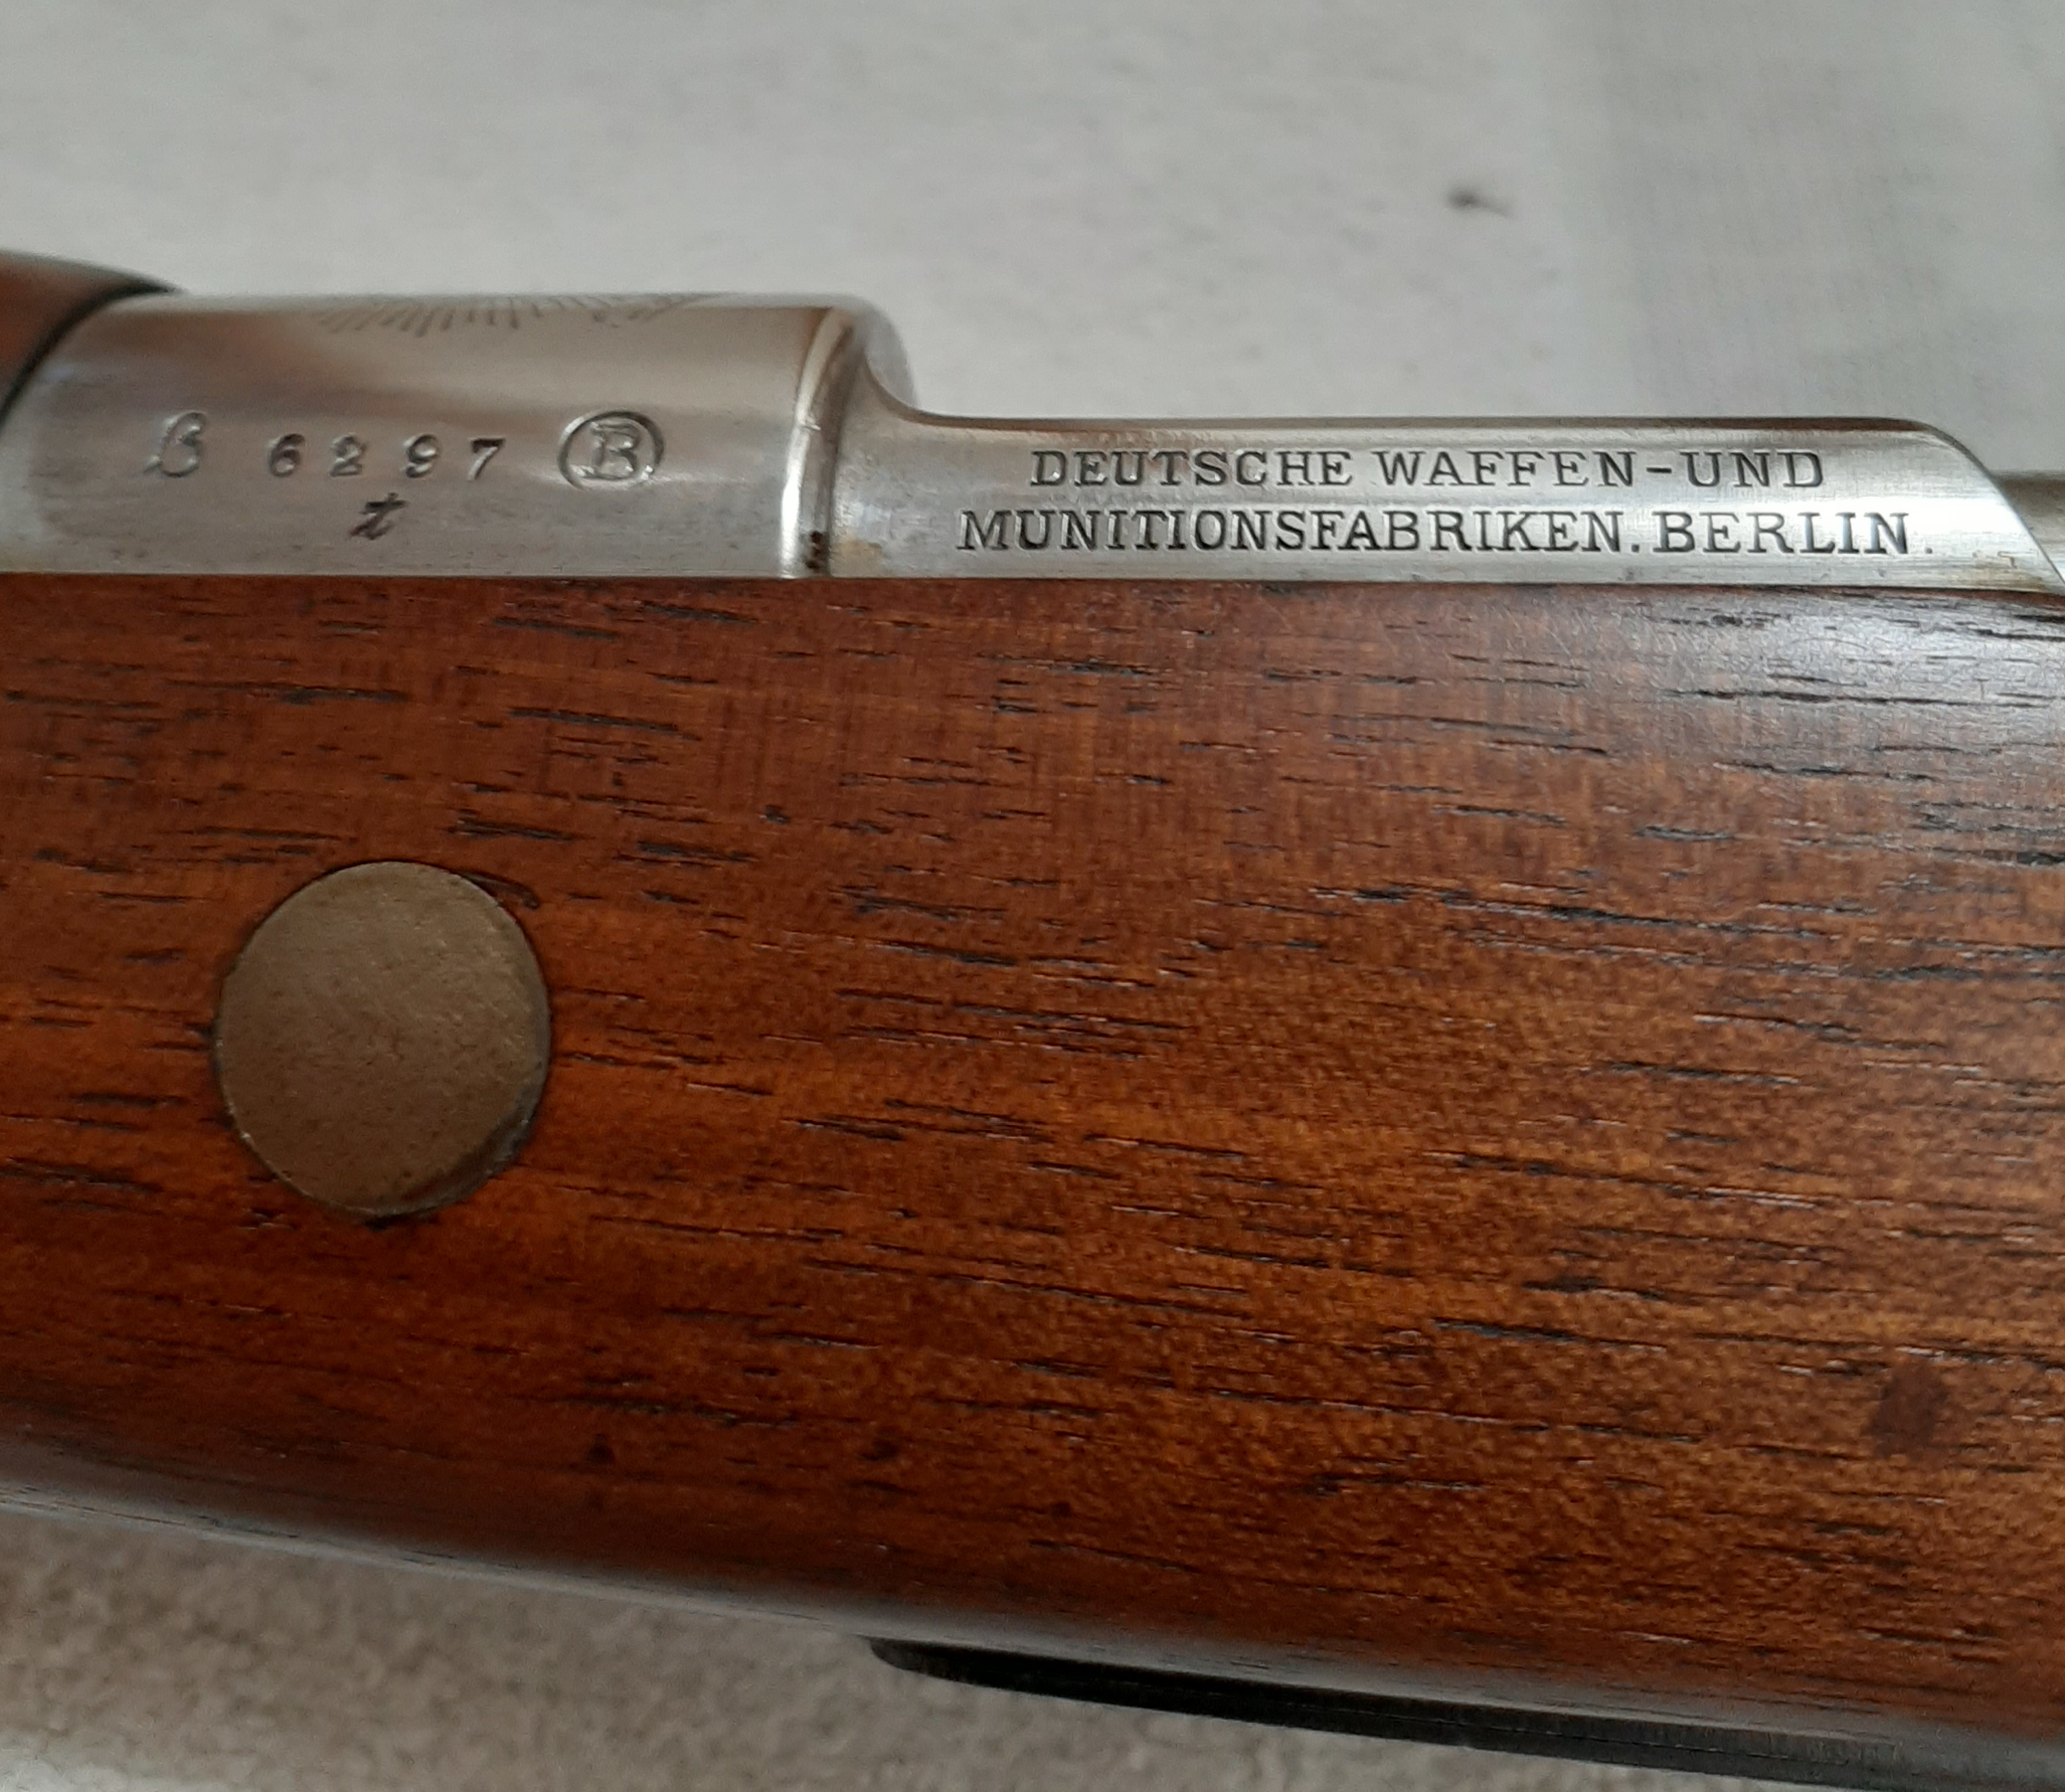 B 6297 B
t
DEUTSCHE WAFFEN-UND
MUNITIONSFABRIKEN. BERLIN.